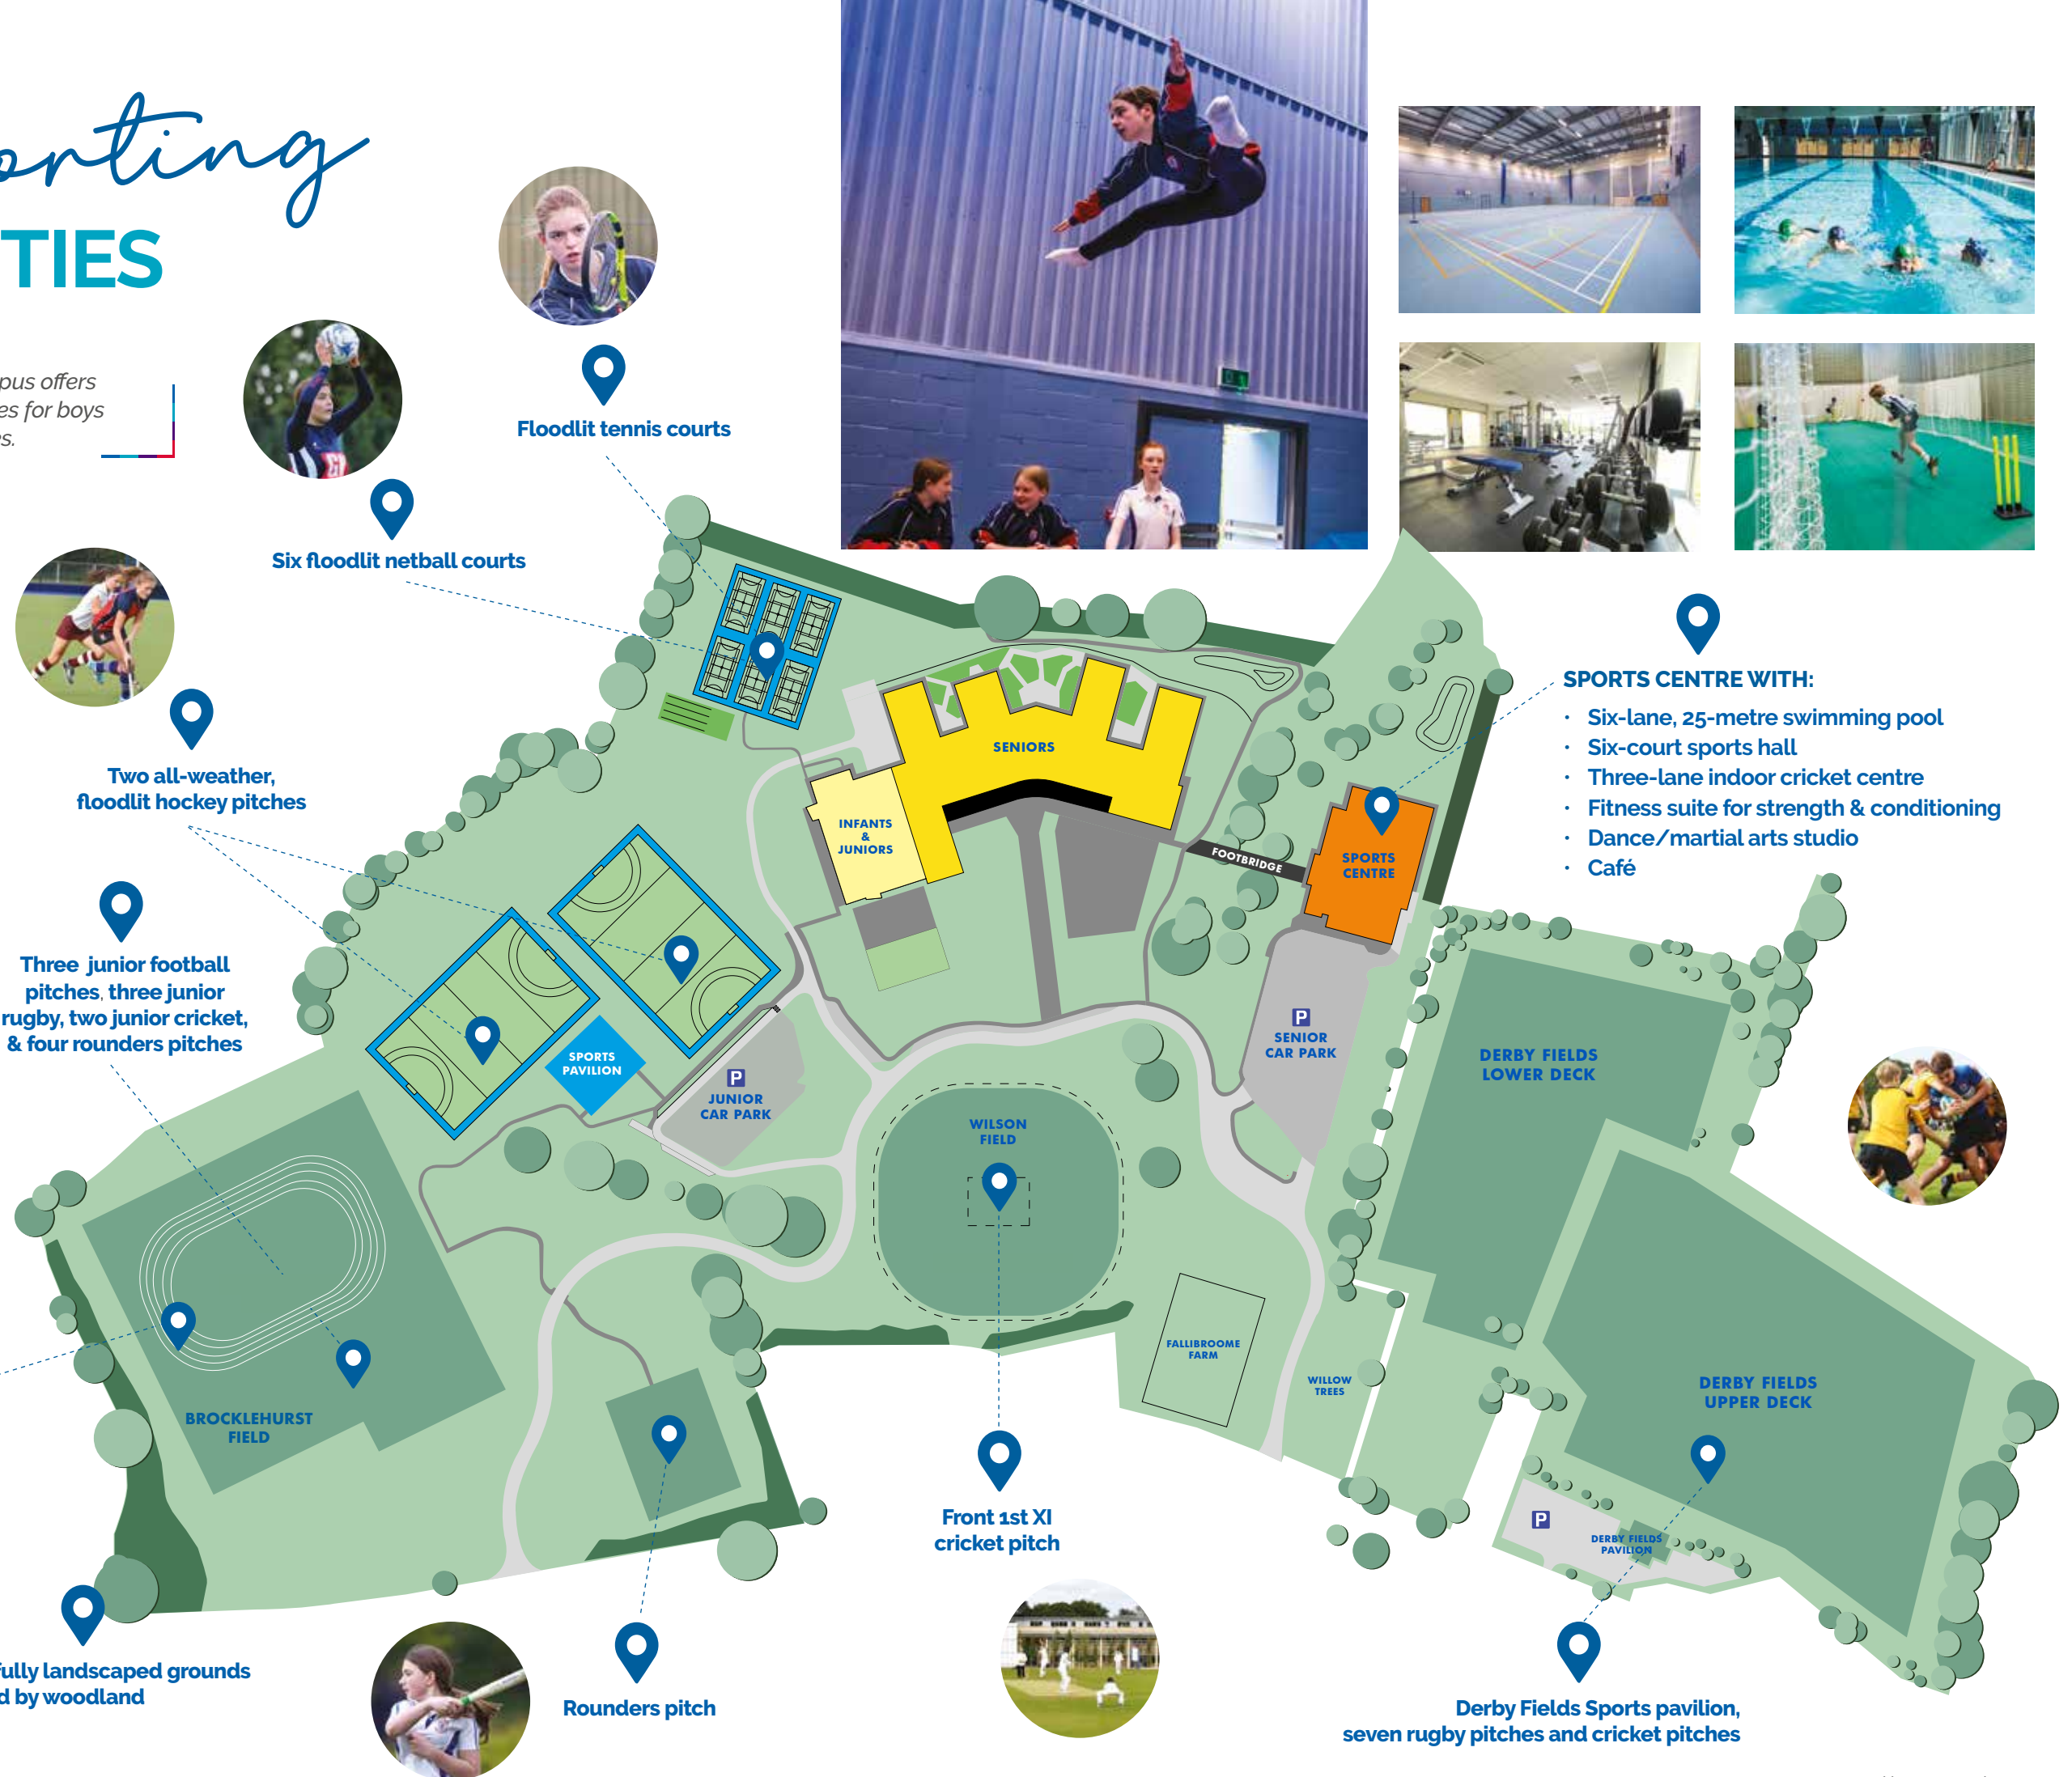 orting
TIES
pus offers
es for boys
s.
Floodlit tennis courts
Six floodlit netball courts
Two all-weather,
floodlit hockey pitches
Three junior football
pitches, three junior
rugby, two junior cricket,
& four rounders pitches
SPORTS CENTRE WITH:
• Six-lane, 25-metre swimming pool
• Six-court sports hall
• Three-lane indoor cricket centre
• Fitness suite for strength & conditioning
• Dance/martial arts studio
• Café
SENIORS
INFANTS
&
JUNIORS
FOOTBRIDGE
SPORTS
CENTRE
SPORTS
PAVILION
P
JUNIOR
CAR PARK
P
SENIOR
CAR PARK
DERBY FIELDS
LOWER DECK
WILSON
FIELD
FALLIBROOME
FARM
WILLOW
TREES
BROCKLEHURST
FIELD
DERBY FIELDS
UPPER DECK
P
DERBY FIELDS
PAVILION
Front 1st XI
cricket pitch
fully landscaped grounds
d by woodland
Rounders pitch
Derby Fields Sports pavilion,
seven rugby pitches and cricket pitches